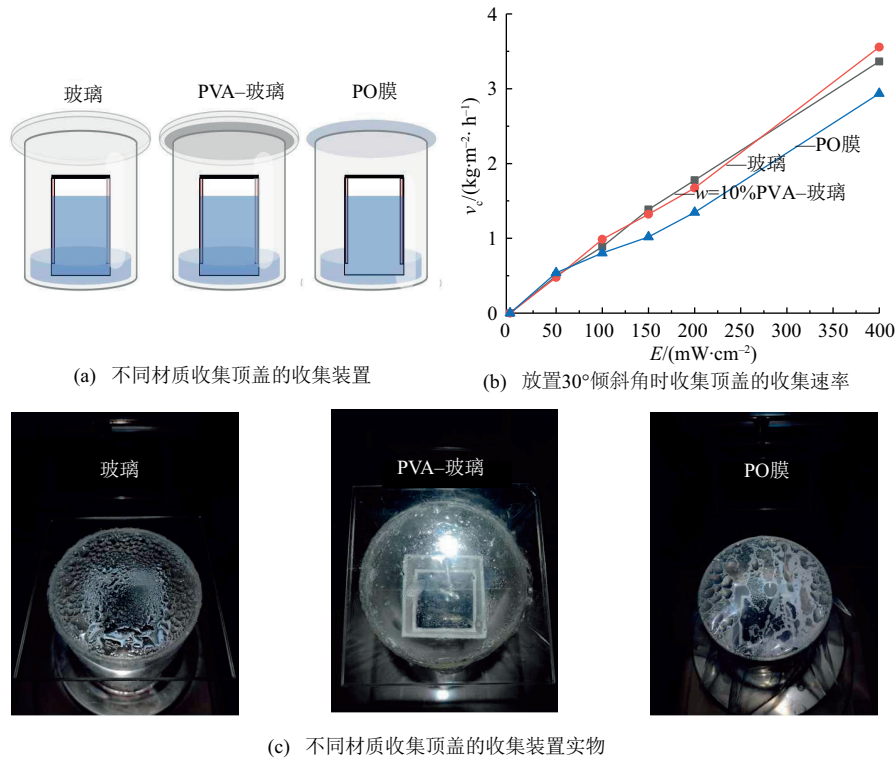 玻璃
PVA–玻璃
PO膜
(a) 不同材质收集顶盖的收集装置
4
3
2
1
0
v_c/(kg·m⁻²·h⁻¹)
PO膜
玻璃
w=10%PVA–玻璃
0 50 100 150 200 250 300 350 400
E/(mW·cm⁻²)
(b) 放置30°倾斜角时收集顶盖的收集速率
玻璃
PVA–玻璃
PO膜
(c) 不同材质收集顶盖的收集装置实物